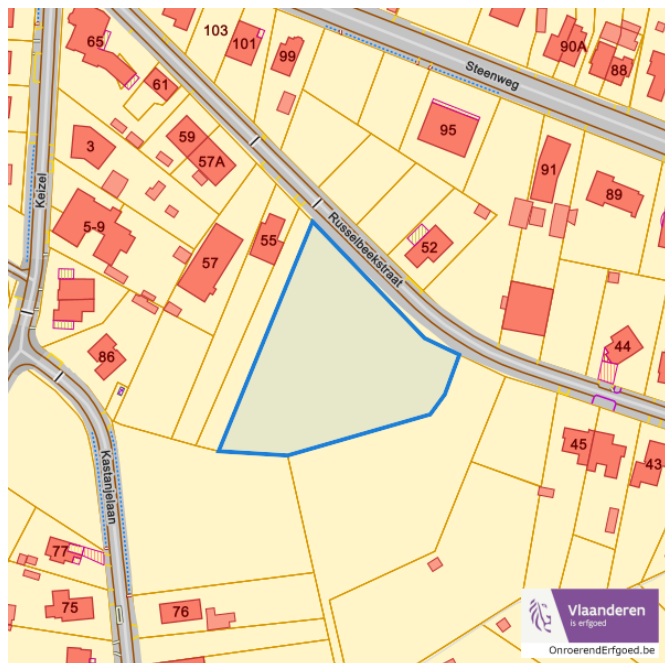 103
65
101
99
90A
88
Steenweg
61
59
95
3
57A
91
89
Keizel
5-9
55
Russelbeekstraat
52
57
86
44
45
43
Kastanjelaan
77
75
76
Vlaanderen
is erfgoed
OnroerendErfgoed.be